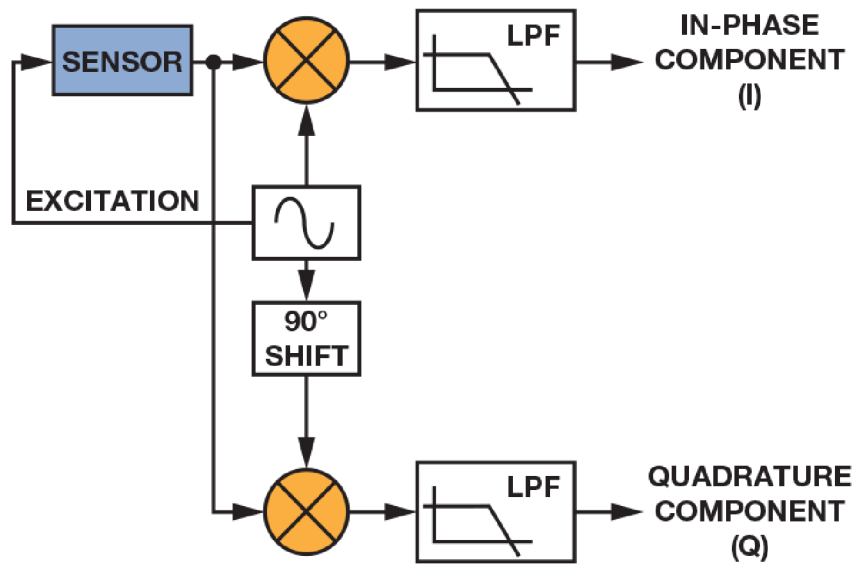 SENSOR
LPF
IN-PHASE
COMPONENT
(I)
EXCITATION
90°
SHIFT
LPF
QUADRATURE
COMPONENT
(Q)